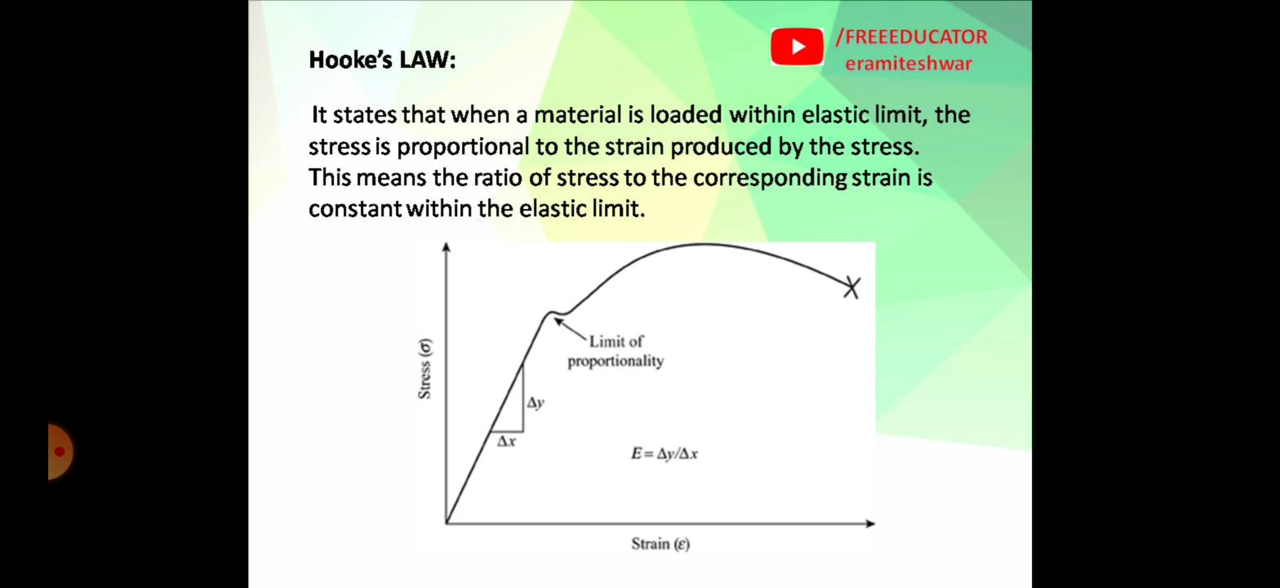 /FREEEDUCATOR
eramiteshwar
Hooke's LAW:
It states that when a material is loaded within elastic limit, the
stress is proportional to the strain produced by the stress.
This means the ratio of stress to the corresponding strain is
constant within the elastic limit.
Stress (σ)
Limit of
proportionality
Δy
Δx
E = Δy/Δx
Strain (ε)